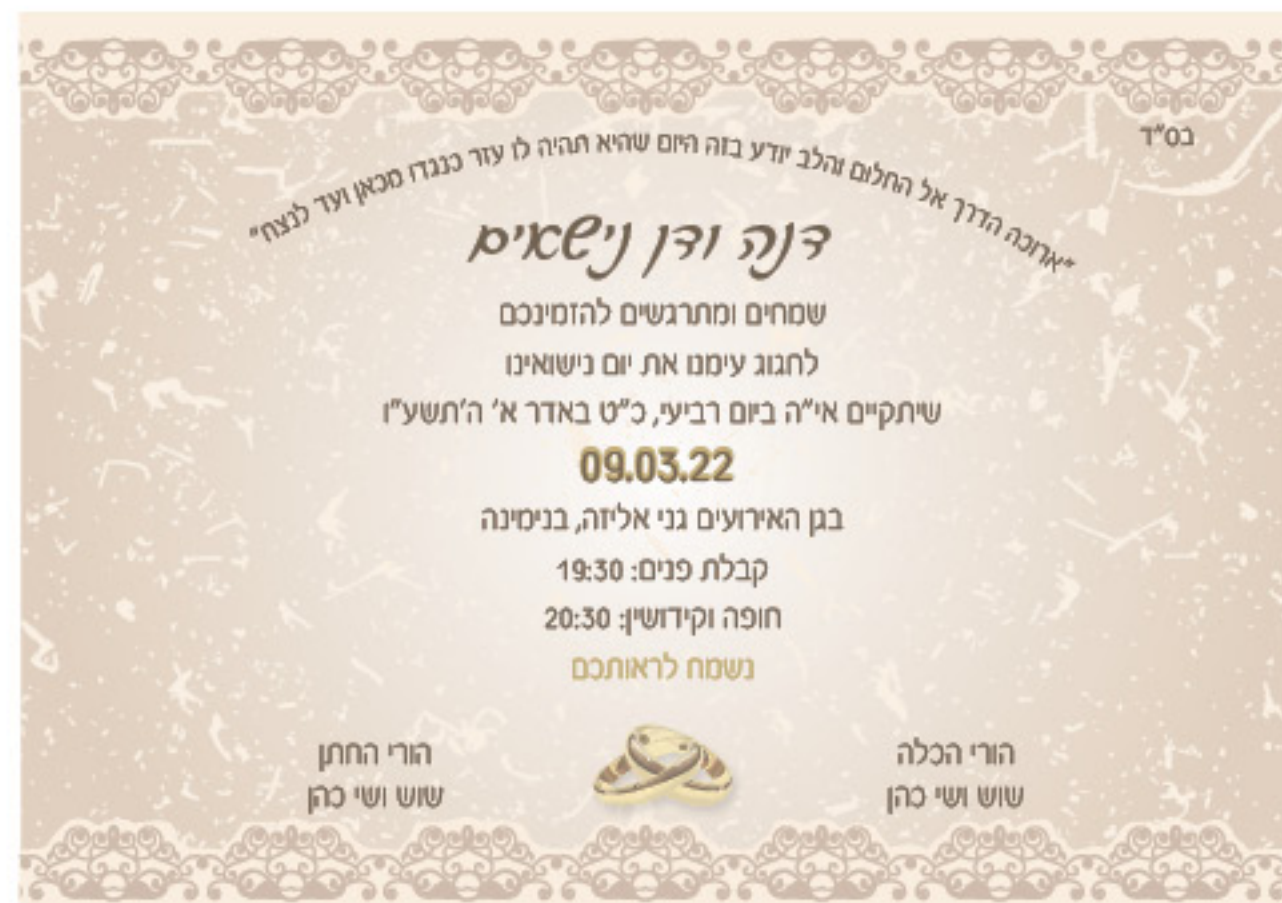 בס"ד
"ארוכה הדרך אל החלום והלב יודע בזה היום שהיא תהיה לו עזר כנגדו מכאן ועד לנצח"
דנה ודן נישאים
שמחים ומתרגשים להזמינכם
לחגוג עימנו את יום נישואינו
שיתקיים אי"ה ביום רביעי, כ"ט באדר א' ה'תשע"ו
09.03.22
בגן האירועים גני אליזה, בנימינה
קבלת פנים: 19:30
חופה וקידושין: 20:30
נשמח לראותכם
הורי הכלה
שוש ושי כהן
הורי החתן
שוש ושי כהן